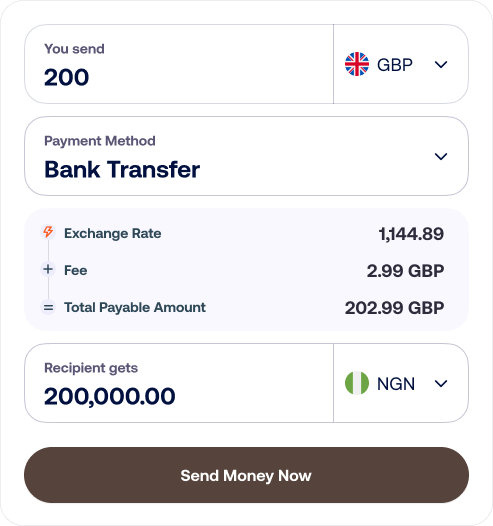 You send
200
GBP
Payment Method
Bank Transfer
Exchange Rate
1,144.89
+ Fee
2.99 GBP
= Total Payable Amount
202.99 GBP
Recipient gets
200,000.00
NGN
Send Money Now